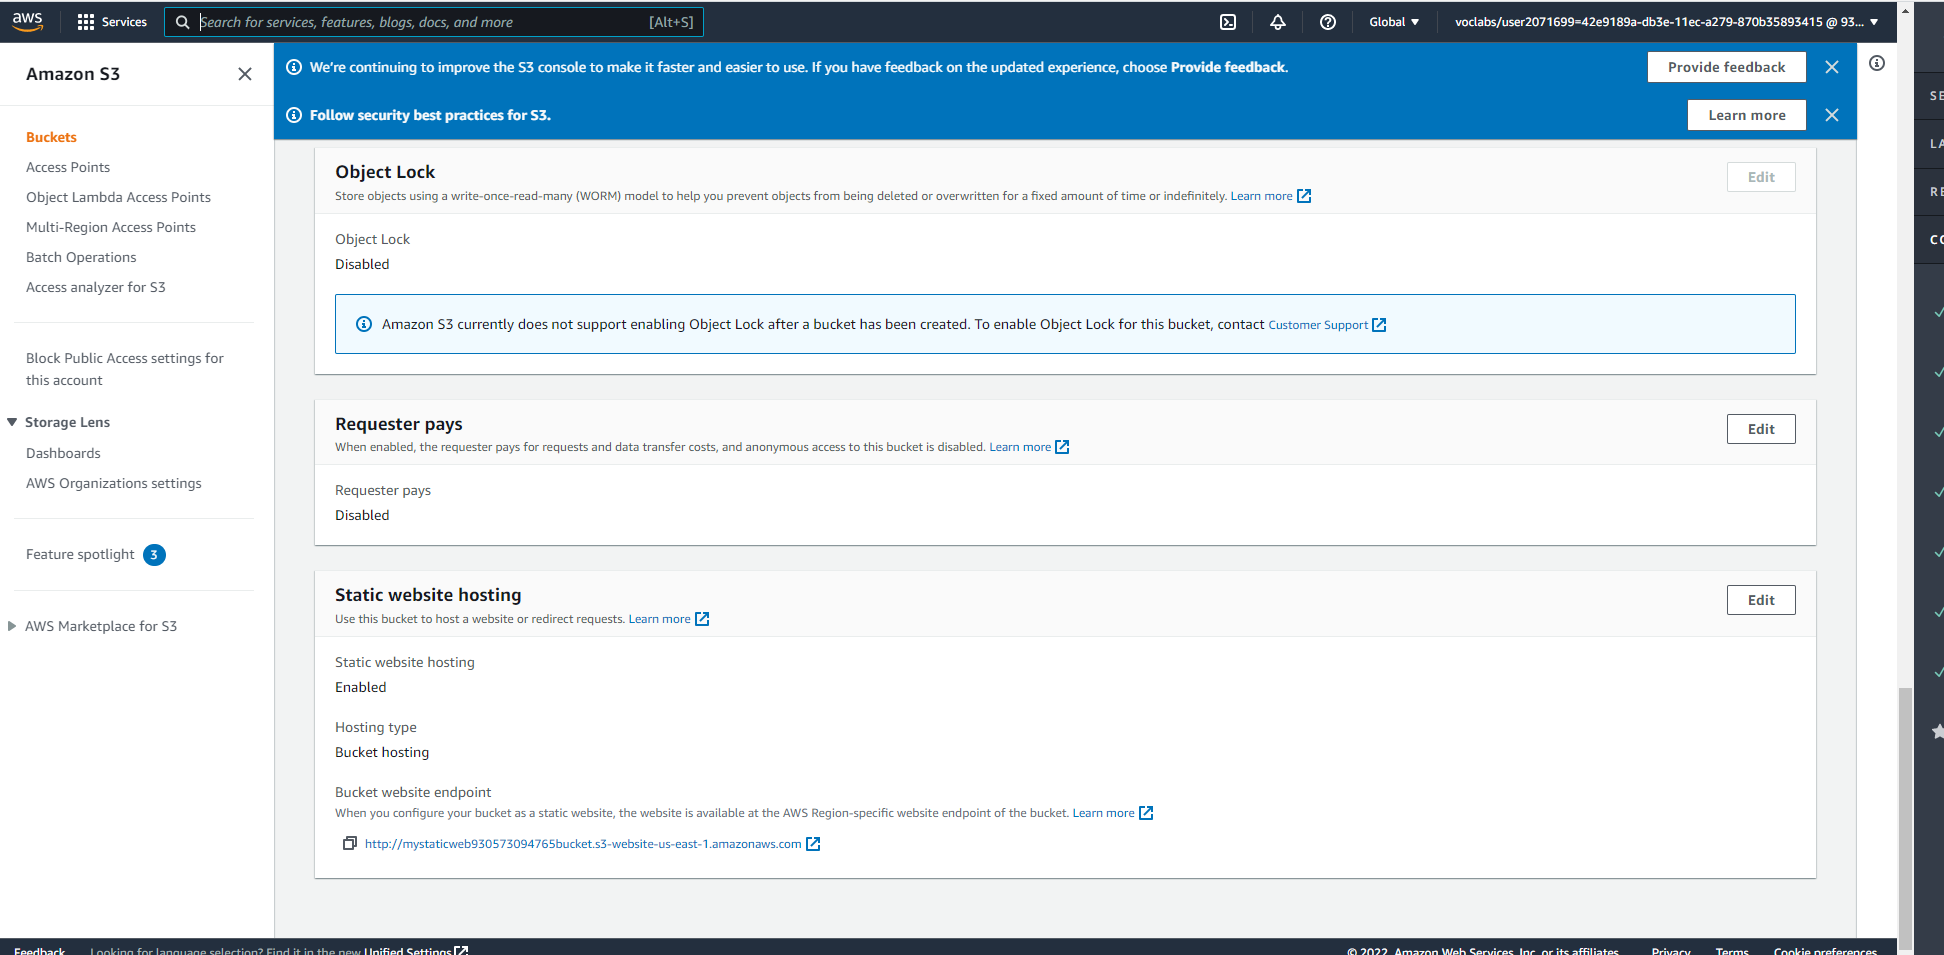 aws
Services
Search for services, features, blogs, docs, and more
[Alt+S]
Global
voclabs/user2071699=42e9189a-db3e-11ec-a279-870b35893415 @ 93...
Amazon S3
Buckets
Access Points
Object Lambda Access Points
Multi-Region Access Points
Batch Operations
Access analyzer for S3
Block Public Access settings for
this account
Storage Lens
Dashboards
AWS Organizations settings
Feature spotlight 3
AWS Marketplace for S3
We're continuing to improve the S3 console to make it faster and easier to use. If you have feedback on the updated experience, choose Provide feedback.
Provide feedback
Follow security best practices for S3.
Learn more
Object Lock
Edit
Store objects using a write-once-read-many (WORM) model to help you prevent objects from being deleted or overwritten for a fixed amount of time or indefinitely. Learn more
Object Lock
Disabled
Amazon S3 currently does not support enabling Object Lock after a bucket has been created. To enable Object Lock for this bucket, contact Customer Support
Requester pays
Edit
When enabled, the requester pays for requests and data transfer costs, and anonymous access to this bucket is disabled. Learn more
Requester pays
Disabled
Static website hosting
Edit
Use this bucket to host a website or redirect requests. Learn more
Static website hosting
Enabled
Hosting type
Bucket hosting
Bucket website endpoint
When you configure your bucket as a static website, the website is available at the AWS Region-specific website endpoint of the bucket. Learn more
http://mystaticweb930573094765bucket.s3-website-us-east-1.amazonaws.com
SE
LA
RE
CO
Feedback
Looking for language selection? Find it in the new Unified Settings
© 2022, Amazon Web Services, Inc. or its affiliates.
Privacy
Terms
Cookie preferences